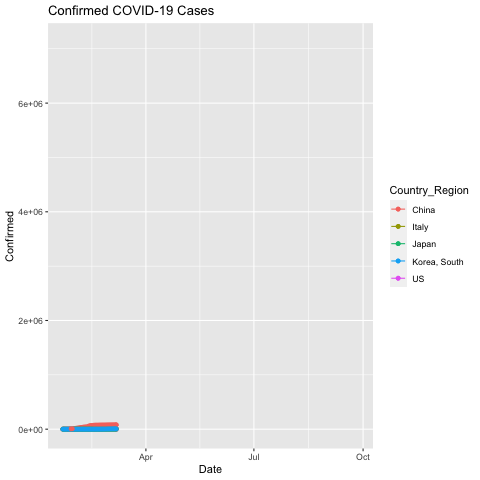 Confirmed COVID-19 Cases
6e+06
4e+06
2e+06
0e+00
Confirmed
Apr
Jul
Oct
Date
Country_Region
China
Italy
Japan
Korea, South
US